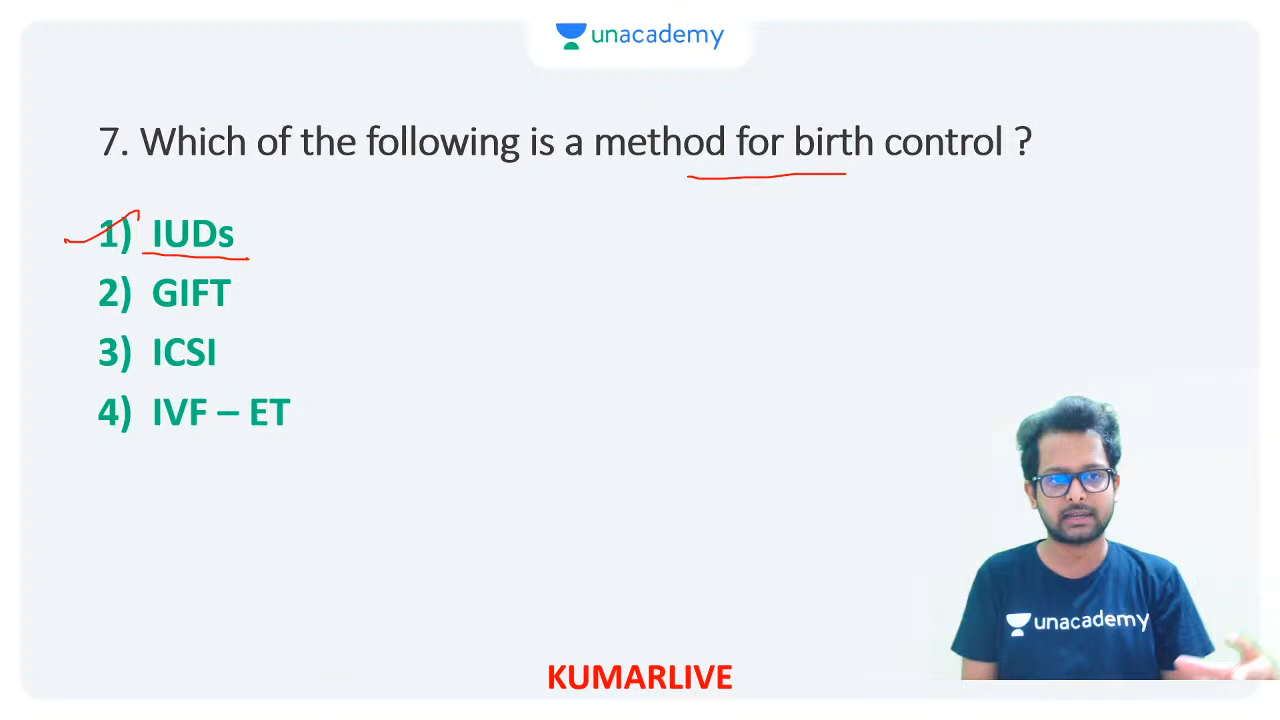 unacademy
7. Which of the following is a method for birth control ?
1) IUDs
2) GIFT
3) ICSI
4) IVF – ET
unacademy
KUMARLIVE